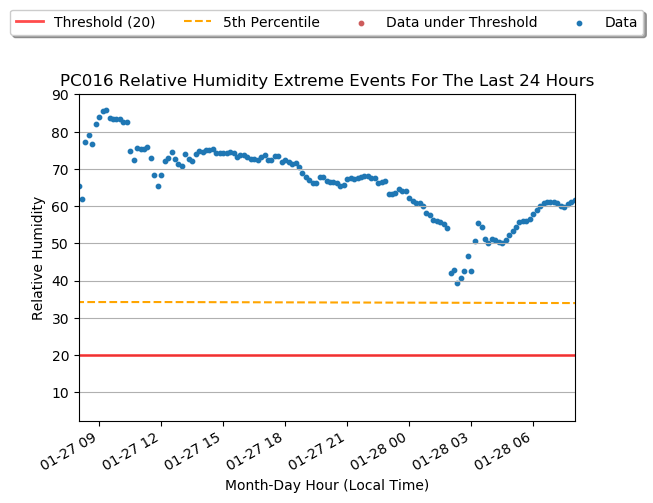 Threshold (20) 5th Percentile Data under Threshold Data
PC016 Relative Humidity Extreme Events For The Last 24 Hours
90
80
70
60
50
40
30
20
10
Relative Humidity
01-27 09 01-27 12 01-27 15 01-27 18 01-27 21 01-28 00 01-28 03 01-28 06
Month-Day Hour (Local Time)